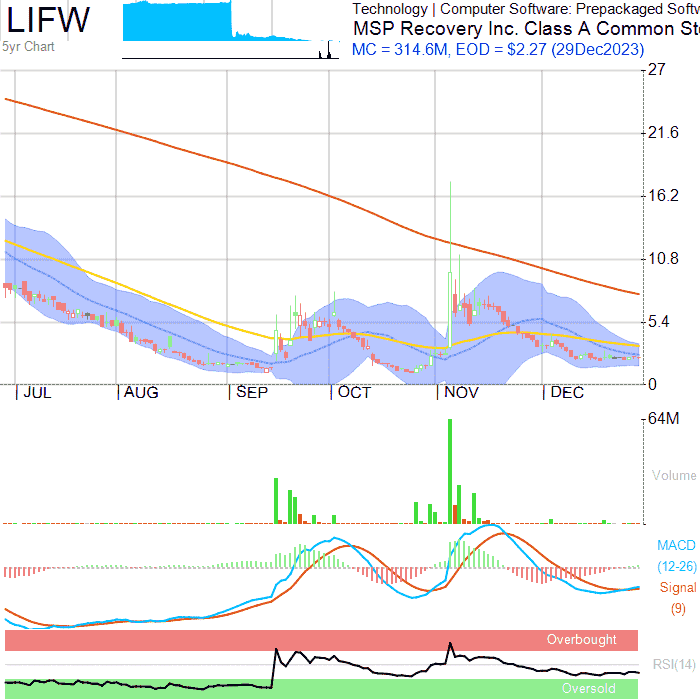 LIFW
5yr Chart
Technology | Computer Software: Prepackaged Softw
MSP Recovery Inc. Class A Common Sto
MC = 314.6M, EOD = $2.27 (29Dec2023)
27
21.6
16.2
10.8
5.4
0
JUL AUG SEP OCT NOV DEC
64M
Volume
MACD
(12-26)
Signal
(9)
Overbought
RSI(14)
Oversold